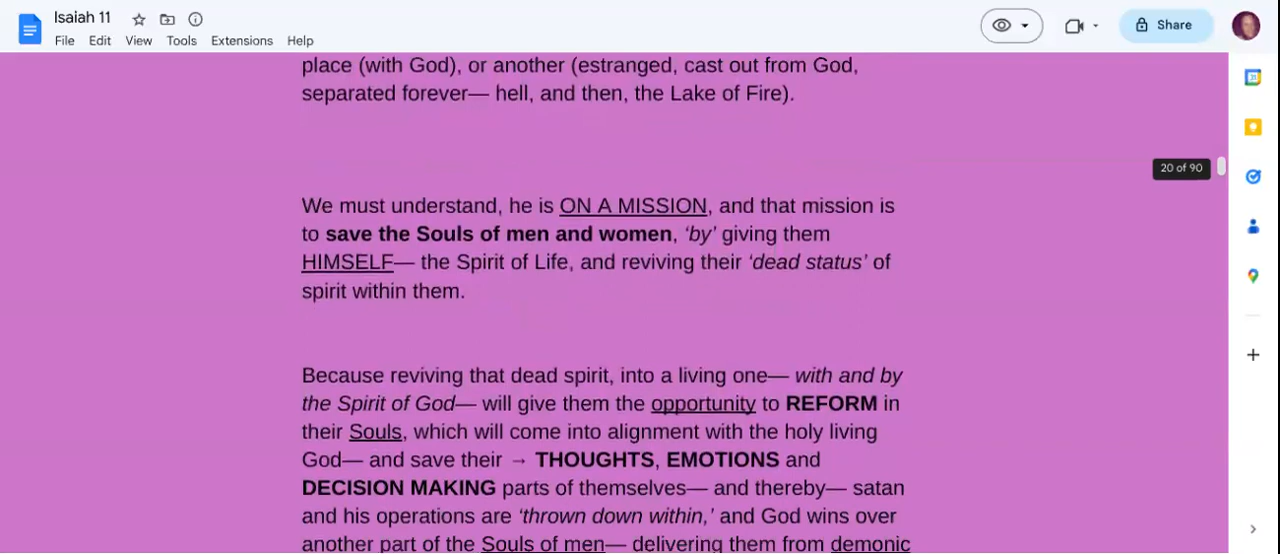 Isaiah 11
File Edit View Tools Extensions Help
Share
place (with God), or another (estranged, cast out from God,
separated forever— hell, and then, the Lake of Fire).
20 of 90
We must understand, he is ON A MISSION, and that mission is
to save the Souls of men and women, ‘by’ giving them
HIMSELF— the Spirit of Life, and reviving their ‘dead status’ of
spirit within them.
Because reviving that dead spirit, into a living one— with and by
the Spirit of God— will give them the opportunity to REFORM in
their Souls, which will come into alignment with the holy living
God— and save their → THOUGHTS, EMOTIONS and
DECISION MAKING parts of themselves— and thereby— satan
and his operations are ‘thrown down within,’ and God wins over
another part of the Souls of men— delivering them from demonic